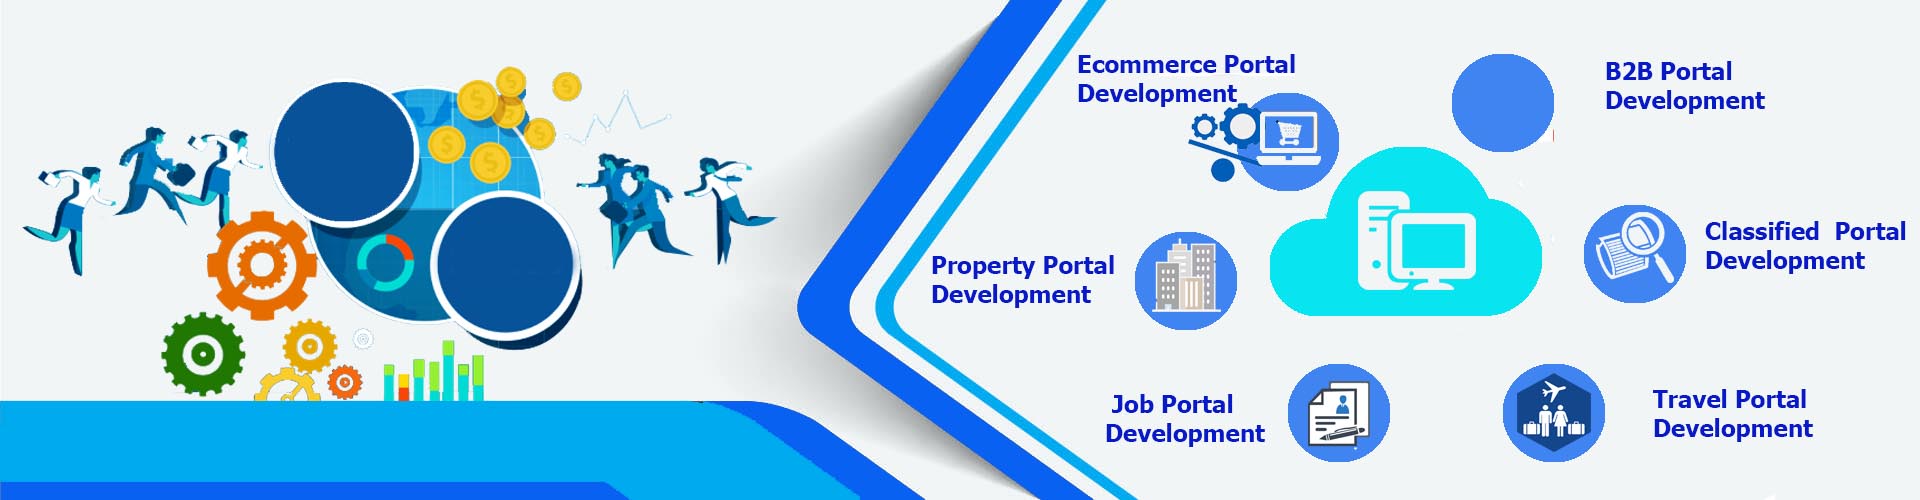 Ecommerce Portal
Development
B2B Portal
Development
Property Portal
Development
Classified  Portal
Development
Job Portal
Development
Travel Portal
Development